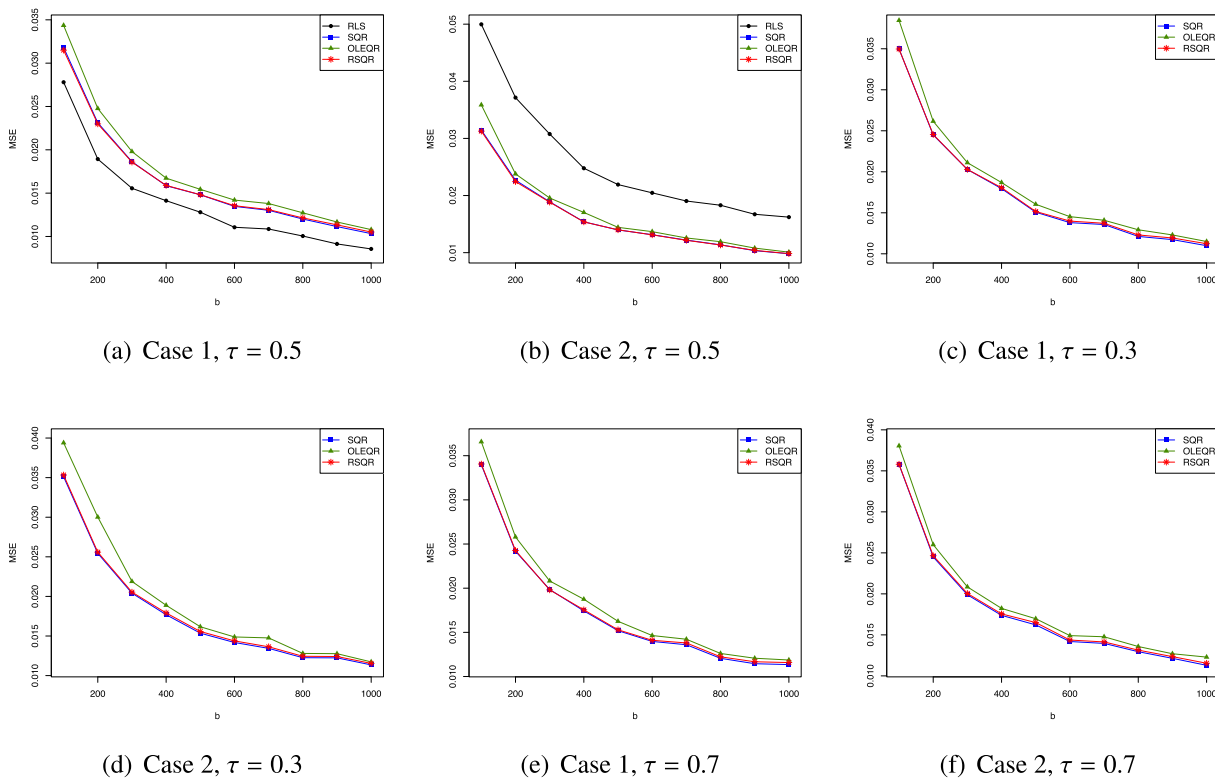 0.035
0.030
0.025
0.020
0.015
0.010
MSE
200 400 600 800 1000
b
RLS
SQR
OLEQR
RSQR
(a) Case 1, τ = 0.5
0.05
0.04
0.03
0.02
0.01
MSE
200 400 600 800 1000
b
RLS
SQR
OLEQR
RSQR
(b) Case 2, τ = 0.5
0.035
0.030
0.025
0.020
0.015
0.010
MSE
200 400 600 800 1000
b
SQR
OLEQR
RSQR
(c) Case 1, τ = 0.3
0.040
0.035
0.030
0.025
0.020
0.015
0.010
MSE
200 400 600 800 1000
b
SQR
OLEQR
RSQR
(d) Case 2, τ = 0.3
0.035
0.030
0.025
0.020
0.015
0.010
MSE
200 400 600 800 1000
b
SQR
OLEQR
RSQR
(e) Case 1, τ = 0.7
0.040
0.035
0.030
0.025
0.020
0.015
0.010
MSE
200 400 600 800 1000
b
SQR
OLEQR
RSQR
(f) Case 2, τ = 0.7